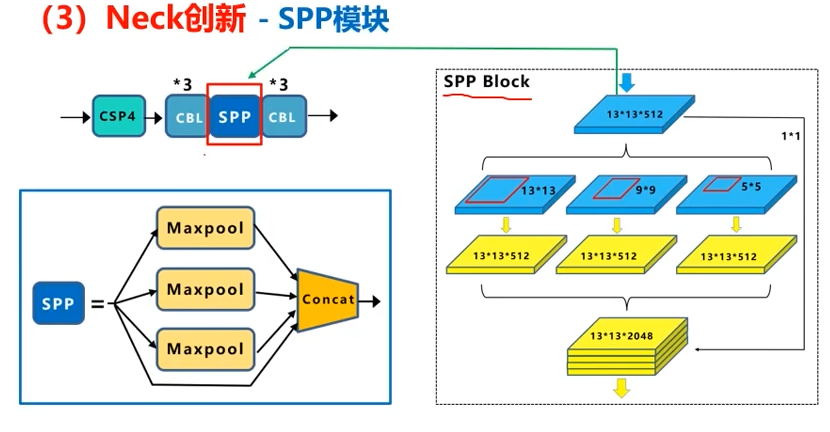 （3）Neck创新 - SPP模块
*3
*3
CSP4
CBL
SPP
CBL
SPP
=
Maxpool
Maxpool
Maxpool
Concat
SPP Block
13*13*512
1*1
13*13
9*9
5*5
13*13*512
13*13*512
13*13*512
13*13*2048